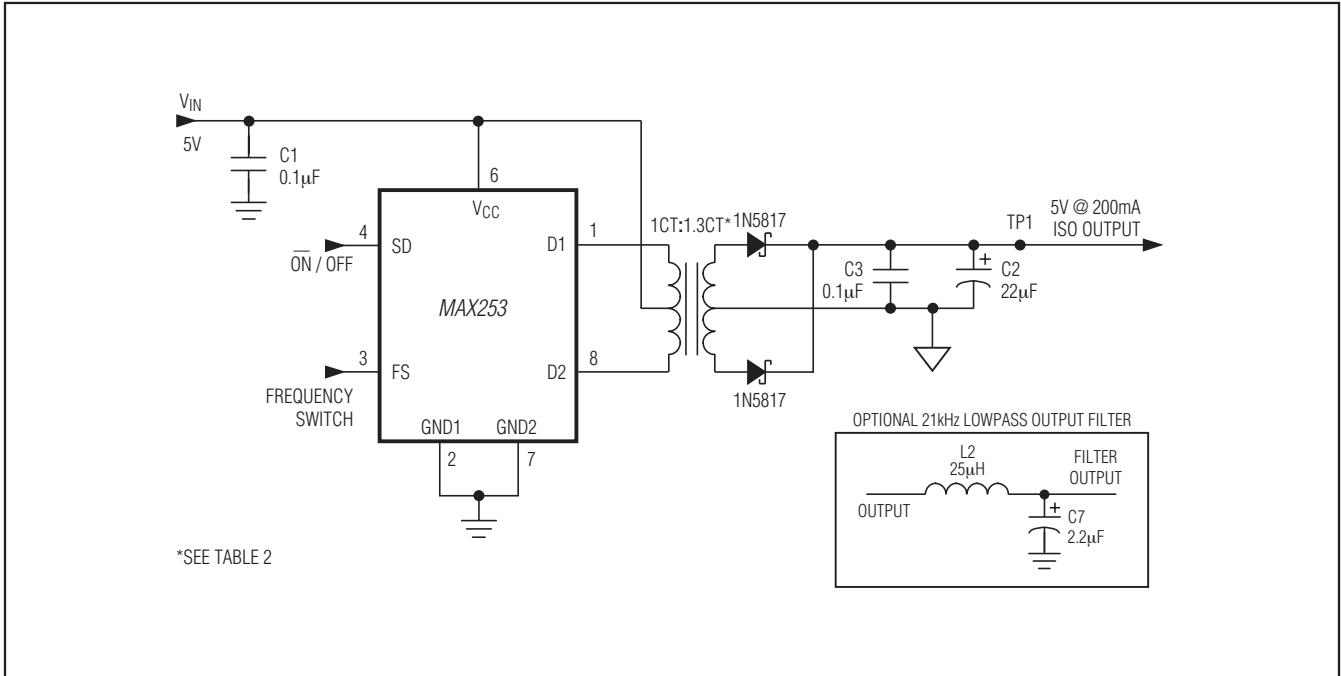 VIN
5V
C1
0.1µF
6
VCC
4
SD
ON / OFF
MAX253
3
FS
FREQUENCY
SWITCH
GND1
GND2
2
7
1
D1
8
D2
1CT:1.3CT*
1N5817
1N5817
C3
0.1µF
C2
22µF
+
TP1
5V @ 200mA
ISO OUTPUT
OPTIONAL 21kHz LOWPASS OUTPUT FILTER
L2
25µH
FILTER
OUTPUT
OUTPUT
+
C7
2.2µF
*SEE TABLE 2